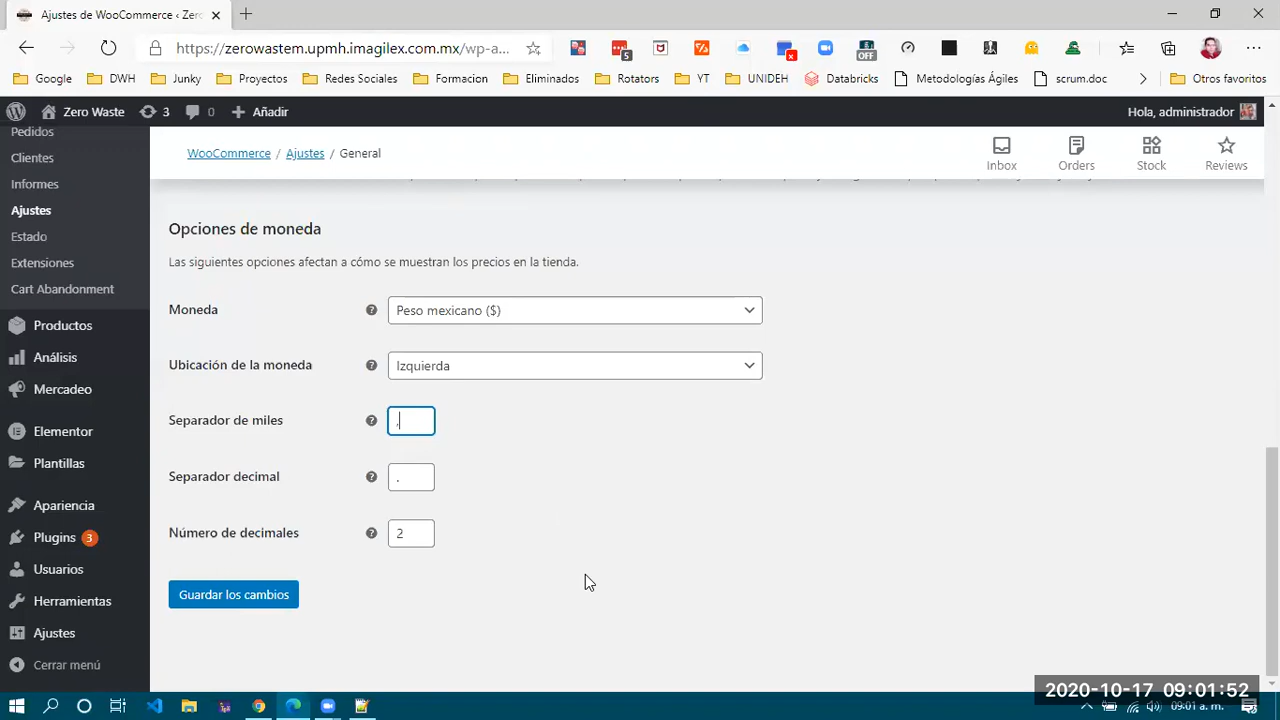 Ajustes de WooCommerce ‹ Zero
https://zerowastem.upmh.imagilex.com.mx/wp-a...
5
OFF
Google
DWH
Junky
Proyectos
Redes Sociales
Formacion
Eliminados
Rotators
YT
UNIDEH
Databricks
Metodologías Ágiles
scrum.doc
Otros favoritos
Zero Waste
3
0
Añadir
Hola, administrador
Pedidos
Clientes
Informes
Ajustes
Estado
Extensiones
Cart Abandonment
Productos
Análisis
Mercadeo
Elementor
Plantillas
Apariencia
Plugins 3
Usuarios
Herramientas
Ajustes
Cerrar menú
WooCommerce / Ajustes / General
Inbox
Orders
Stock
Reviews
Opciones de moneda
Las siguientes opciones afectan a cómo se muestran los precios en la tienda.
Moneda
Peso mexicano ($)
Ubicación de la moneda
Izquierda
Separador de miles
,
Separador decimal
.
Número de decimales
2
Guardar los cambios
2020-10-17 09:01:52
09:01 a. m.